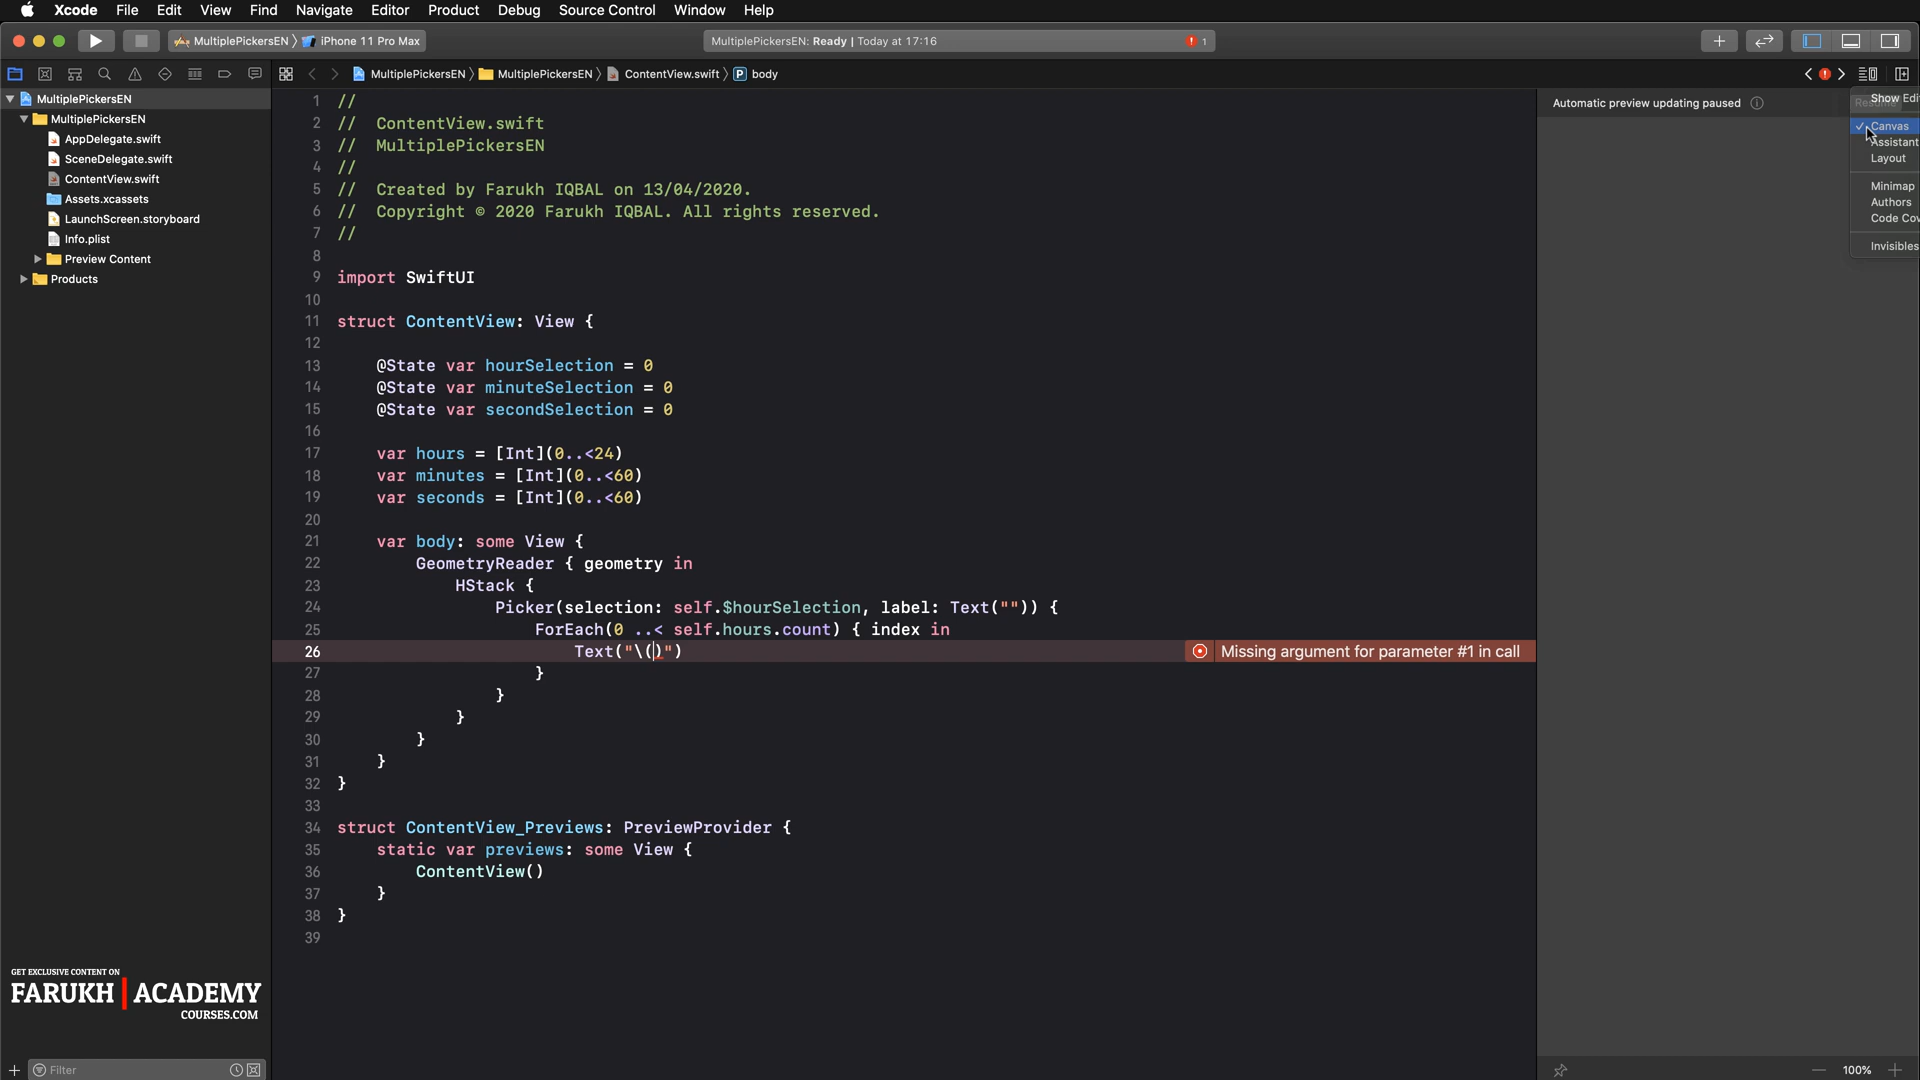 Xcode File Edit View Find Navigate Editor Product Debug Source Control Window Help
MultiplePickersEN iPhone 11 Pro Max
MultiplePickersEN: Ready | Today at 17:16
1
MultiplePickersEN MultiplePickersEN ContentView.swift P body
MultiplePickersEN
MultiplePickersEN
AppDelegate.swift
SceneDelegate.swift
ContentView.swift
Assets.xcassets
LaunchScreen.storyboard
Info.plist
Preview Content
Products
1 //
2 // ContentView.swift
3 // MultiplePickersEN
4 //
5 // Created by Farukh IQBAL on 13/04/2020.
6 // Copyright © 2020 Farukh IQBAL. All rights reserved.
7 //
8
9 import SwiftUI
10
11 struct ContentView: View {
12
13 @State var hourSelection = 0
14 @State var minuteSelection = 0
15 @State var secondSelection = 0
16
17 var hours = [Int](0..<24)
18 var minutes = [Int](0..<60)
19 var seconds = [Int](0..<60)
20
21 var body: some View {
22 GeometryReader { geometry in
23 HStack {
24 Picker(selection: self.$hourSelection, label: Text("")) {
25 ForEach(0 ..< self.hours.count) { index in
26 Text("\()") Missing argument for parameter #1 in call
27 }
28 }
29 }
30 }
31 }
32 }
33
34 struct ContentView_Previews: PreviewProvider {
35 static var previews: some View {
36 ContentView()
37 }
38 }
39
Automatic preview updating paused
Show Edi
Canvas
Assistant
Layout
Minimap
Authors
Code Cov
Invisibles
GET EXCLUSIVE CONTENT ON
FARUKH | ACADEMY
COURSES.COM
Filter
100%